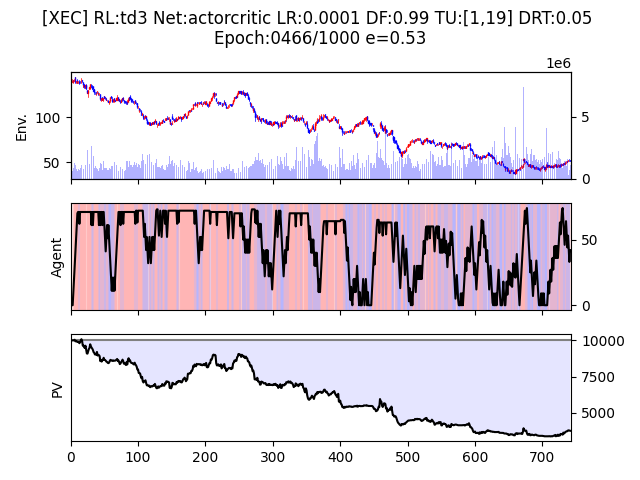 [XEC] RL:td3 Net:actorcritic LR:0.0001 DF:0.99 TU:[1,19] DRT:0.05
Epoch:0466/1000 e=0.53
1e6
Env.
100
50
5
0
Agent
50
0
PV
10000
7500
5000
0 100 200 300 400 500 600 700